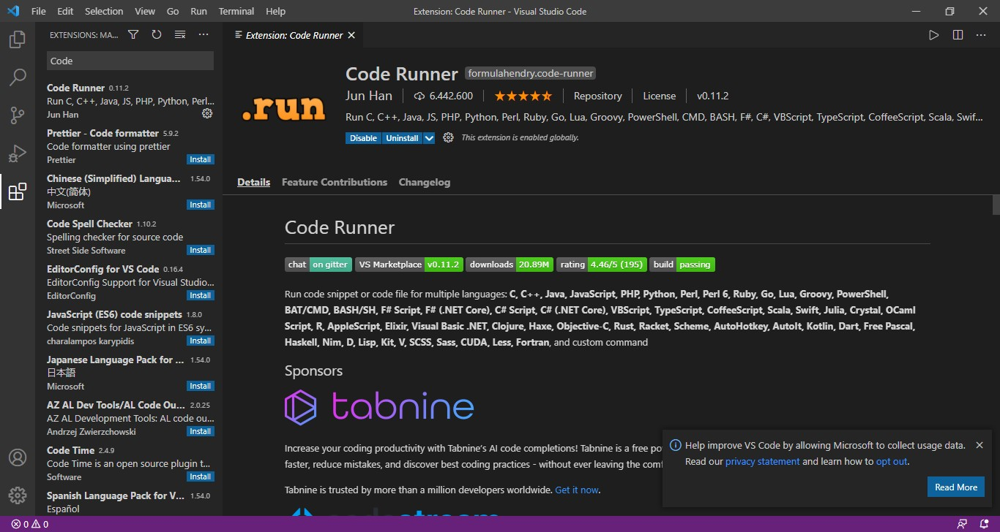 File Edit Selection View Go Run Terminal Help
Extension: Code Runner - Visual Studio Code
EXTENSIONS: MA...
Code
Code Runner 0.11.2
Run C, C++, Java, JS, PHP, Python, Perl...
Jun Han
Prettier - Code formatter 5.9.2
Code formatter using prettier
Prettier Install
Chinese (Simplified) Langua... 1.54.0
中文(简体)
Microsoft Install
Code Spell Checker 1.10.2
Spelling checker for source code
Street Side Software Install
EditorConfig for VS Code 0.16.4
EditorConfig Support for Visual Studio...
EditorConfig Install
JavaScript (ES6) code snippets 1.8.0
Code snippets for JavaScript in ES6 sy...
charalampos karypidis Install
Japanese Language Pack for ... 1.54.0
日本語
Microsoft Install
AZ AL Dev Tools/AL Code Ou... 2.0.25
AZ AL Development Tools: AL code ou...
Andrzej Zwierzchowski Install
Code Time 2.4.9
Code Time is an open source plugin t...
Software Install
Spanish Language Pack for V... 1.54.0
Español
Extension: Code Runner
.run
Code Runner formulahendry.code-runner
Jun Han 6.442.600 Repository License v0.11.2
Run C, C++, Java, JS, PHP, Python, Perl, Ruby, Go, Lua, Groovy, PowerShell, CMD, BASH, F#, C#, VBScript, TypeScript, CoffeeScript, Scala, Swif...
Disable Uninstall This extension is enabled globally.
Details Feature Contributions Changelog
Code Runner
chat on gitter VS Marketplace v0.11.2 downloads 20.89M rating 4.46/5 (195) build passing
Run code snippet or code file for multiple languages: C, C++, Java, JavaScript, PHP, Python, Perl, Perl 6, Ruby, Go, Lua, Groovy, PowerShell,
BAT/CMD, BASH/SH, F# Script, F# (.NET Core), C# Script, C# (.NET Core), VBScript, TypeScript, CoffeeScript, Scala, Swift, Julia, Crystal, OCaml
Script, R, AppleScript, Elixir, Visual Basic .NET, Clojure, Haxe, Objective-C, Rust, Racket, Scheme, AutoHotkey, AutoIt, Kotlin, Dart, Free Pascal,
Haskell, Nim, D, Lisp, Kit, V, SCSS, Sass, CUDA, Less, Fortran, and custom command
Sponsors
tabnine
Increase your coding productivity with Tabnine's AI code completions! Tabnine is a free po
faster, reduce mistakes, and discover best coding practices - without ever leaving the comf
Tabnine is trusted by more than a million developers worldwide. Get it now.
Help improve VS Code by allowing Microsoft to collect usage data.
Read our privacy statement and learn how to opt out.
Read More
0 0